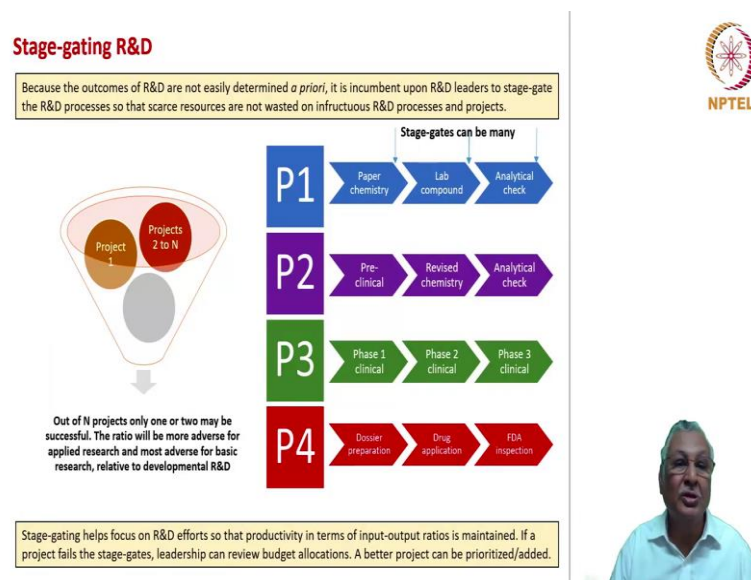 Stage-gating R&D
Because the outcomes of R&D are not easily determined a priori, it is incumbent upon R&D leaders to stage-gate
the R&D processes so that scarce resources are not wasted on infructuous R&D processes and projects.
NPTEL
Stage-gates can be many
Project
1
Projects
2 to N
Out of N projects only one or two may be
successful. The ratio will be more adverse for
applied research and most adverse for basic
research, relative to developmental R&D
P1
Paper
chemistry
Lab
compound
Analytical
check
P2
Pre-
clinical
Revised
chemistry
Analytical
check
P3
Phase 1
clinical
Phase 2
clinical
Phase 3
clinical
P4
Dossier
preparation
Drug
application
FDA
inspection
Stage-gating helps focus on R&D efforts so that productivity in terms of input-output ratios is maintained. If a
project fails the stage-gates, leadership can review budget allocations. A better project can be prioritized/added.